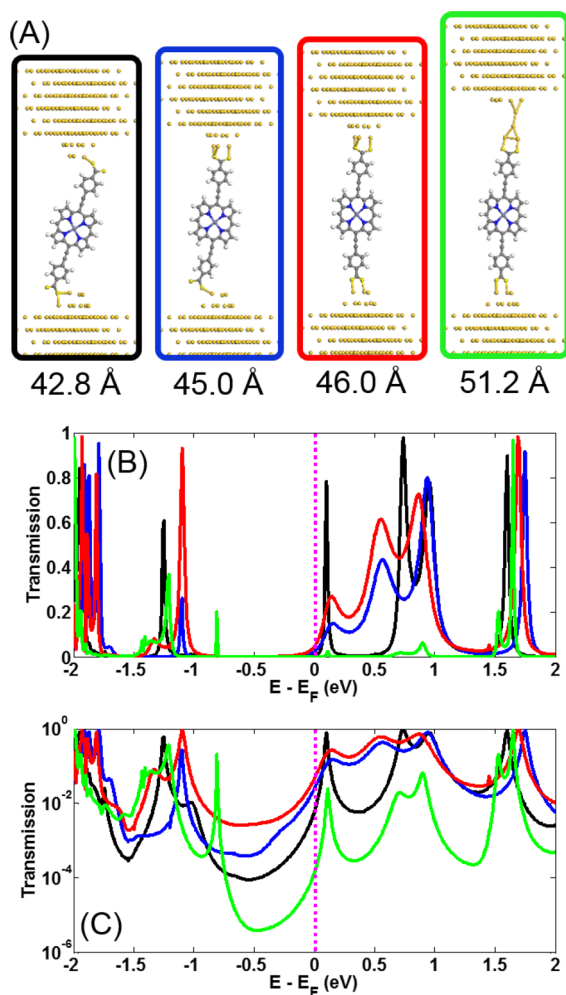 (A)
42.8 Å 45.0 Å 46.0 Å 51.2 Å
(B)
Transmission
1
0.8
0.6
0.4
0.2
0
-2 -1.5 -1 -0.5 0 0.5 1 1.5 2
E - E_F (eV)
(C)
Transmission
10^0
10^-2
10^-4
10^-6
-2 -1.5 -1 -0.5 0 0.5 1 1.5 2
E - E_F (eV)